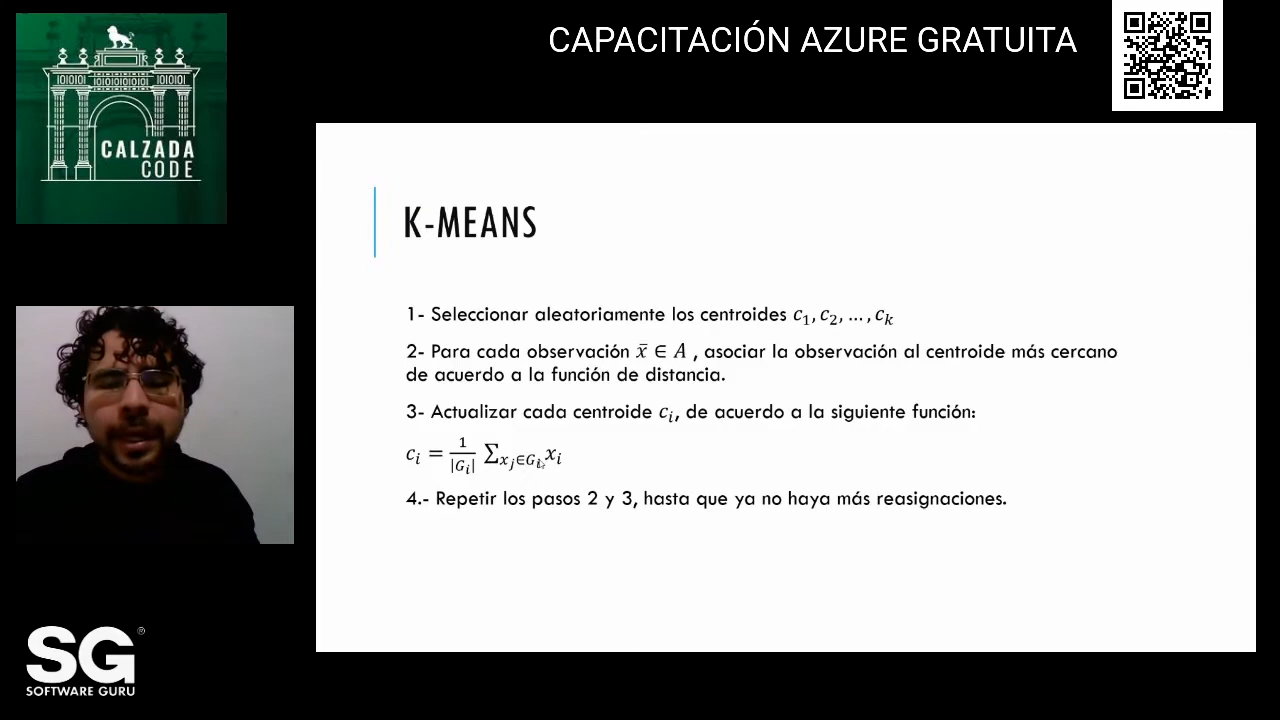 CAPACITACIÓN AZURE GRATUITA
CALZADA
CODE
K-MEANS
1- Seleccionar aleatoriamente los centroides c₁, c₂, … , cₖ
2- Para cada observación x̄ ∈ A , asociar la observación al centroide más cercano
de acuerdo a la función de distancia.
3- Actualizar cada centroide cᵢ, de acuerdo a la siguiente función:
cᵢ = 1/|Gᵢ| ∑xⱼ∈Gᵢ xᵢ
4.- Repetir los pasos 2 y 3, hasta que ya no haya más reasignaciones.
SG®
SOFTWARE GURU